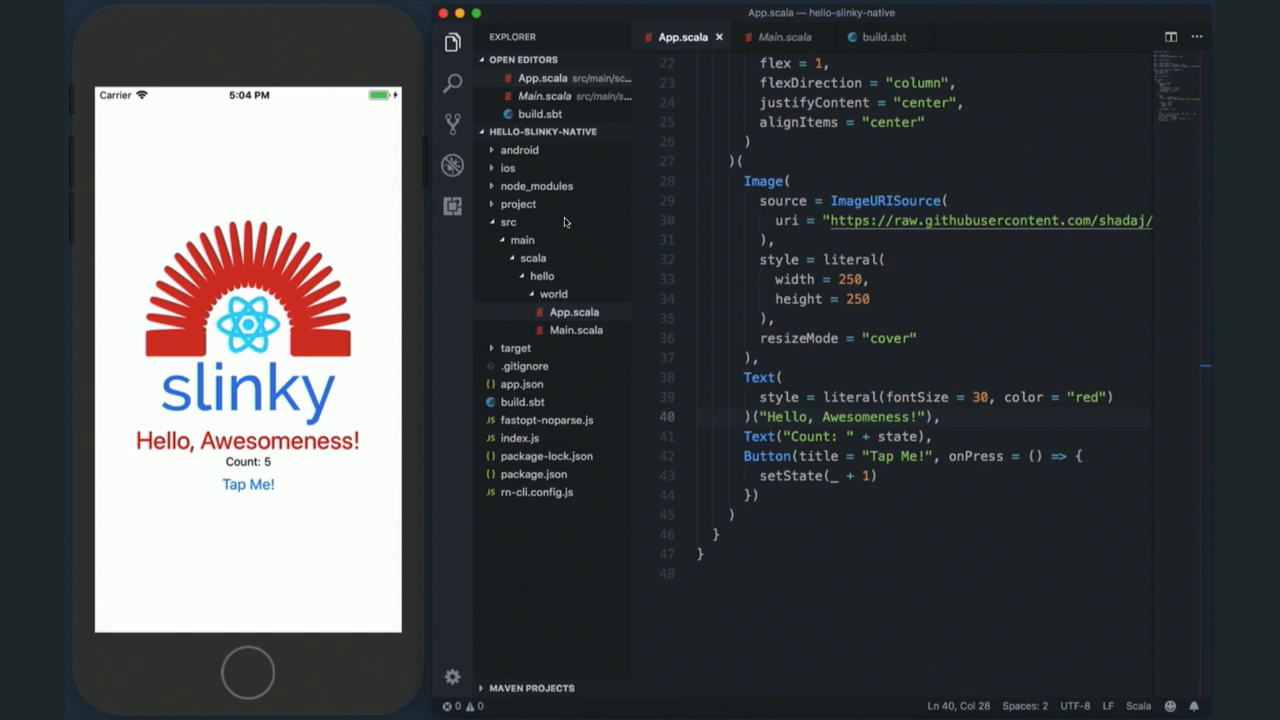 Carrier
5:04 PM
slinky
Hello, Awesomeness!
Count: 5
Tap Me!
App.scala — hello-slinky-native
EXPLORER
OPEN EDITORS
App.scala src/main/sc...
Main.scala src/main/s...
build.sbt
HELLO-SLINKY-NATIVE
android
ios
node_modules
project
src
main
scala
hello
world
App.scala
Main.scala
target
.gitignore
{} app.json
build.sbt
JS fastopt-noparse.js
JS index.js
{} package-lock.json
{} package.json
JS rn-cli.config.js
MAVEN PROJECTS
App.scala ×
Main.scala
build.sbt
22 flex = 1,
23 flexDirection = "column",
24 justifyContent = "center",
25 alignItems = "center"
26 )
27 )(
28 Image(
29 source = ImageURISource(
30 uri = "https://raw.githubusercontent.com/shadaj/
31 ),
32 style = literal(
33 width = 250,
34 height = 250
35 ),
36 resizeMode = "cover"
37 ),
38 Text(
39 style = literal(fontSize = 30, color = "red")
40 )("Hello, Awesomeness!"),
41 Text("Count: " + state),
42 Button(title = "Tap Me!", onPress = () => {
43 setState(_ + 1)
44 })
45 )
46 }
47 }
48
0 0
Ln 40, Col 28 Spaces: 2 UTF-8 LF Scala